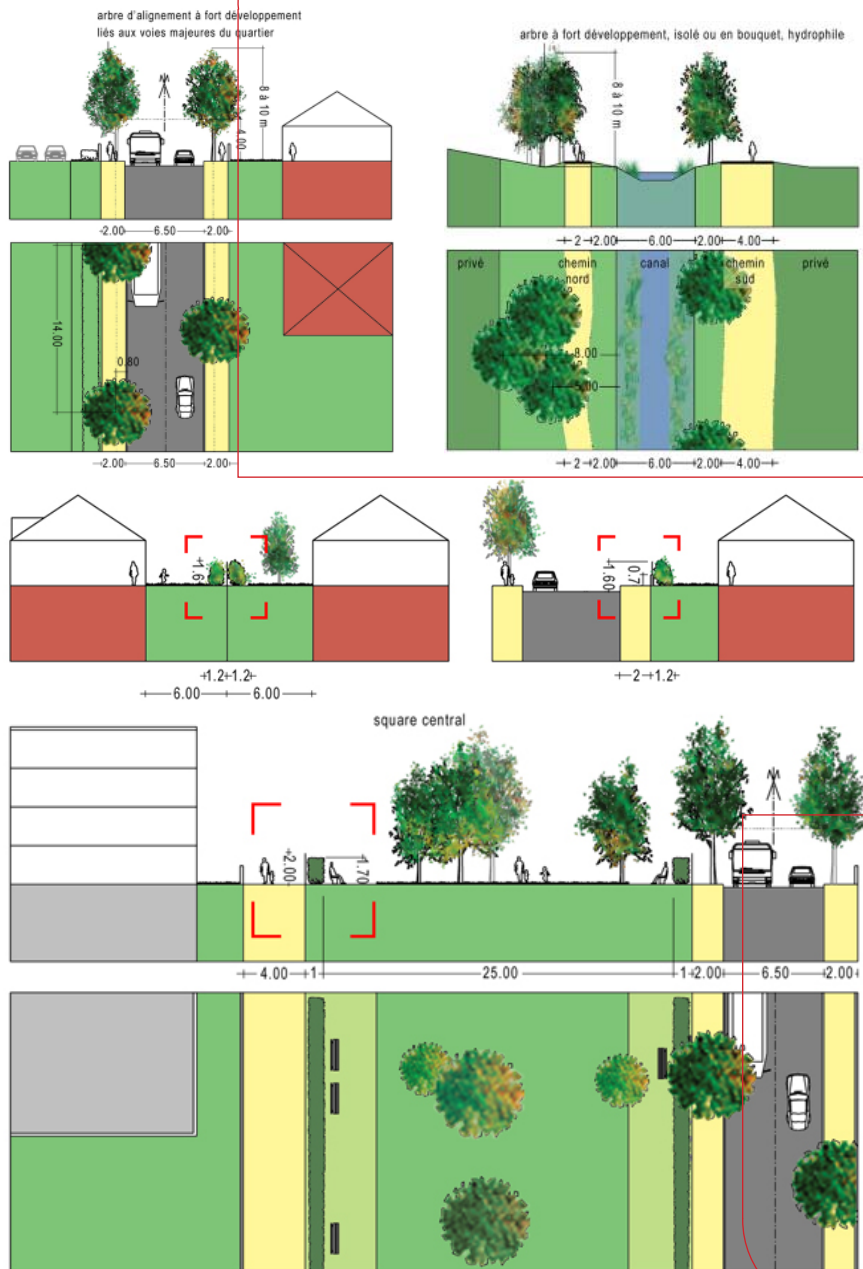 arbre d'alignement à fort développement
liés aux voies majeures du quartier
8 à 10 m
4.00
2.00 6.50 2.00
14.00
0.80
2.00 6.50 2.00
arbre à fort développement, isolé ou en bouquet, hydrophile
8 à 10 m
2 2.00 6.00 2.00 4.00
privé chemin nord canal chemin sud privé
8.00
5.00
2 2.00 6.00 2.00 4.00
1.6
1.2 1.2
6.00 6.00
1.60
0.7
2 1.2
square central
2.00
1.70
4.00 1 25.00 1 2.00 6.50 2.00